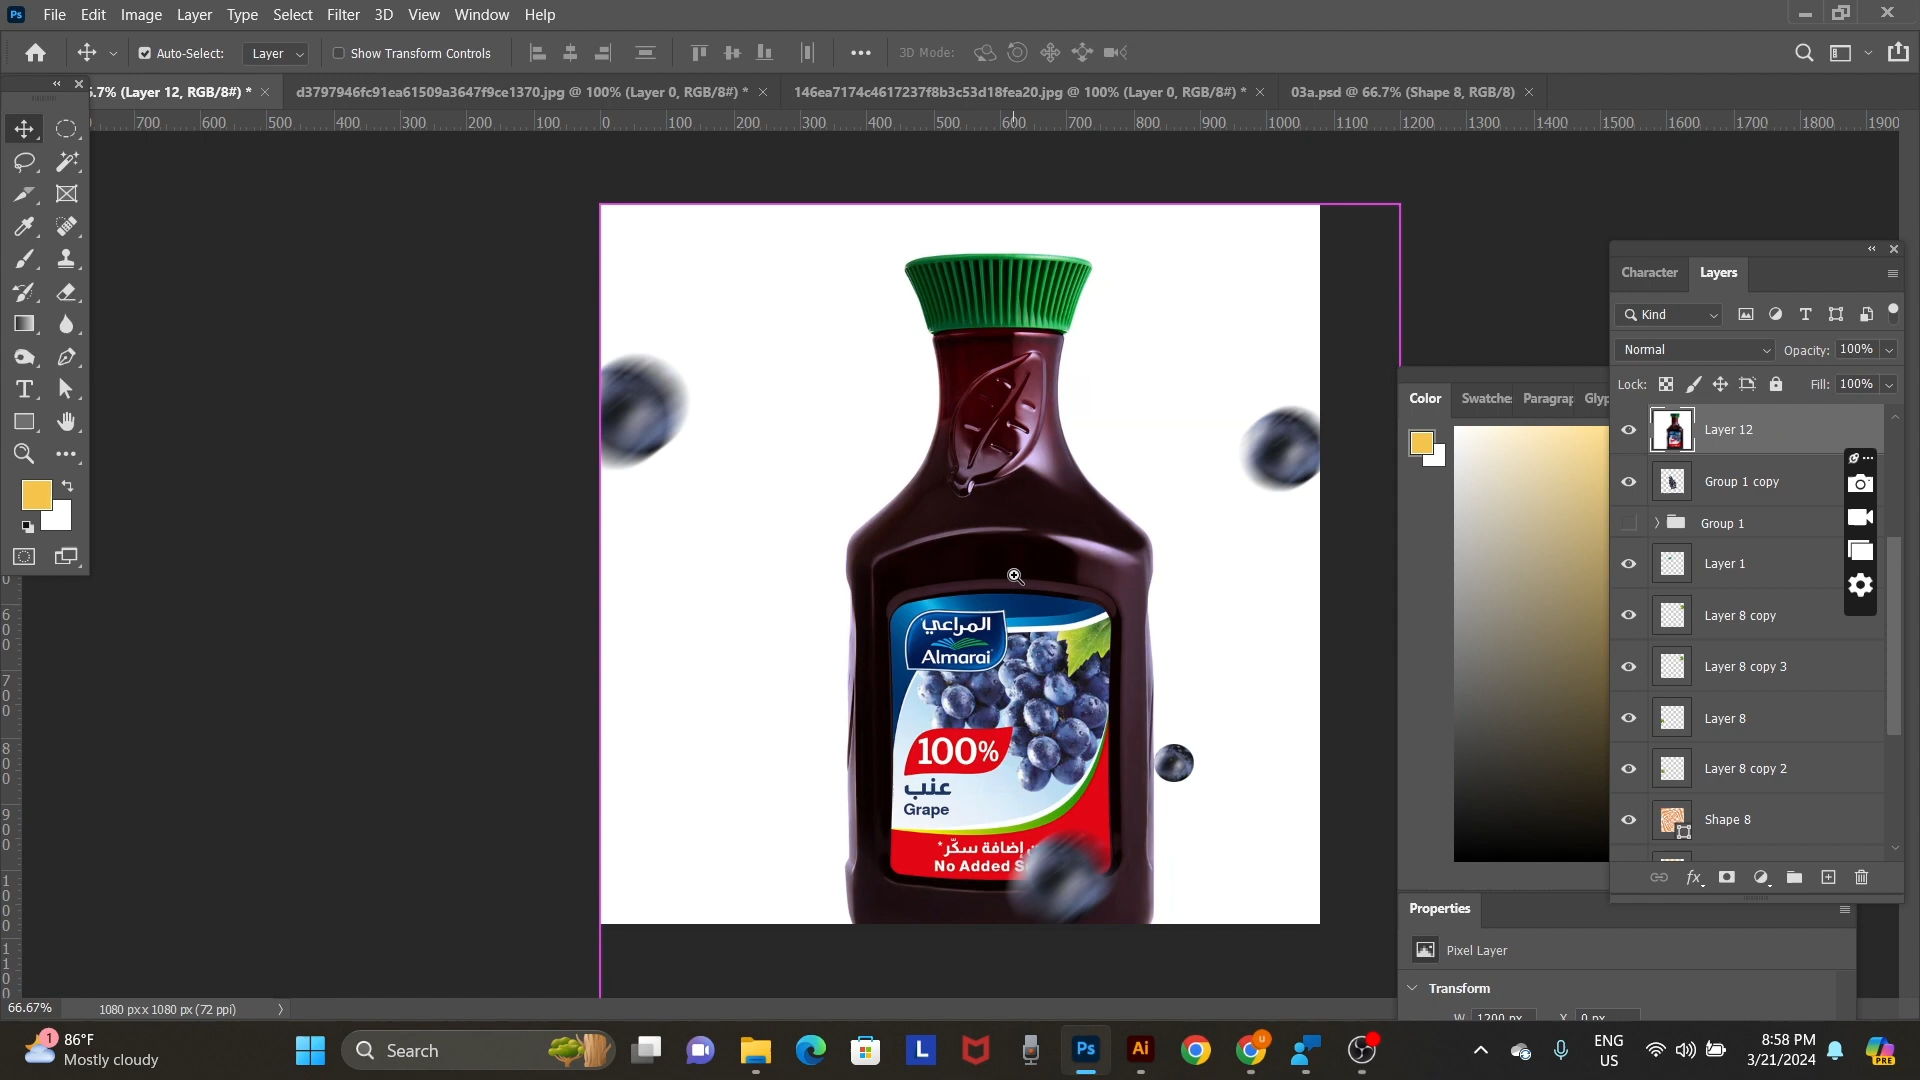 File Edit Image Layer Type Select Filter 3D View Window Help
Auto-Select: Layer Show Transform Controls 3D Mode:
5.7% (Layer 12, RGB/8#) *
d3797946fc91ea61509a3647f9ce1370.jpg @ 100% (Layer 0, RGB/8#) *
146ea7174c4617237f8b3c53d18fea20.jpg @ 100% (Layer 0, RGB/8#) *
03a.psd @ 66.7% (Shape 8, RGB/8)
700 600 500 400 300 200 100 0 100 200 300 400 500 600 700 800 900 1000 1100 1200 1300 1400 1500 1600 1700 1800 1900
المراعي
Almarai
100%
عنب
Grape
إضافة سكّر*
No Added
Color Swatche Paragrap Glyp
Character Layers
Kind
Normal Opacity: 100%
Lock: Fill: 100%
Layer 12
Group 1 copy
Group 1
Layer 1
Layer 8 copy
Layer 8 copy 3
Layer 8
Layer 8 copy 2
Shape 8
fx
Properties
Pixel Layer
Transform
W 1200 px X 0 px
66.67% 1080 px x 1080 px (72 ppi)
1
86°F
Mostly cloudy
Search
L
Ps
Ai
ENG
US
8:58 PM
3/21/2024
PRE